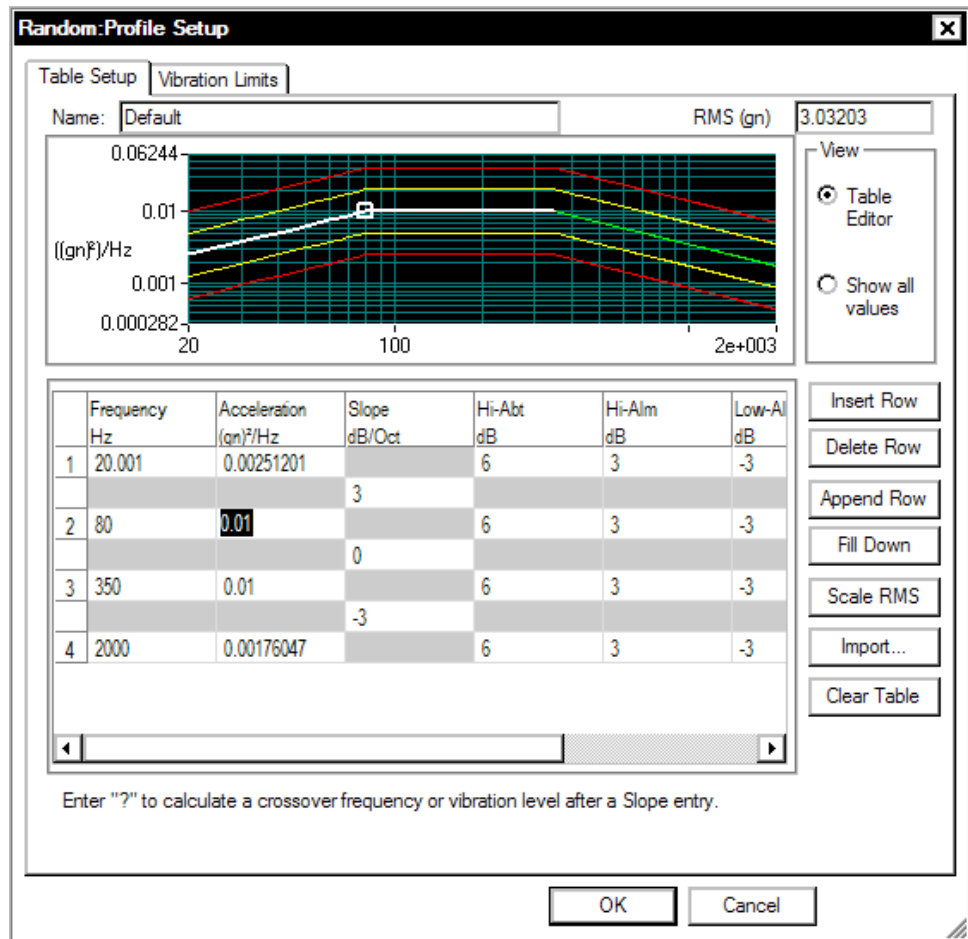 Random:Profile Setup
Table Setup
Vibration Limits
Name: Default
RMS (gn) 3.03203
View
Table Editor
Show all values
0.06244
0.01
((gn)²)/Hz
0.001
0.000282
20 100 2e+003
Frequency Hz Acceleration (gn)²/Hz Slope dB/Oct Hi-Abt dB Hi-Alm dB Low-Al dB
1 20.001 0.00251201 6 3 -3
3
2 80 0.01 6 3 -3
0
3 350 0.01 6 3 -3
-3
4 2000 0.00176047 6 3 -3
Insert Row
Delete Row
Append Row
Fill Down
Scale RMS
Import...
Clear Table
Enter "?" to calculate a crossover frequency or vibration level after a Slope entry.
OK Cancel